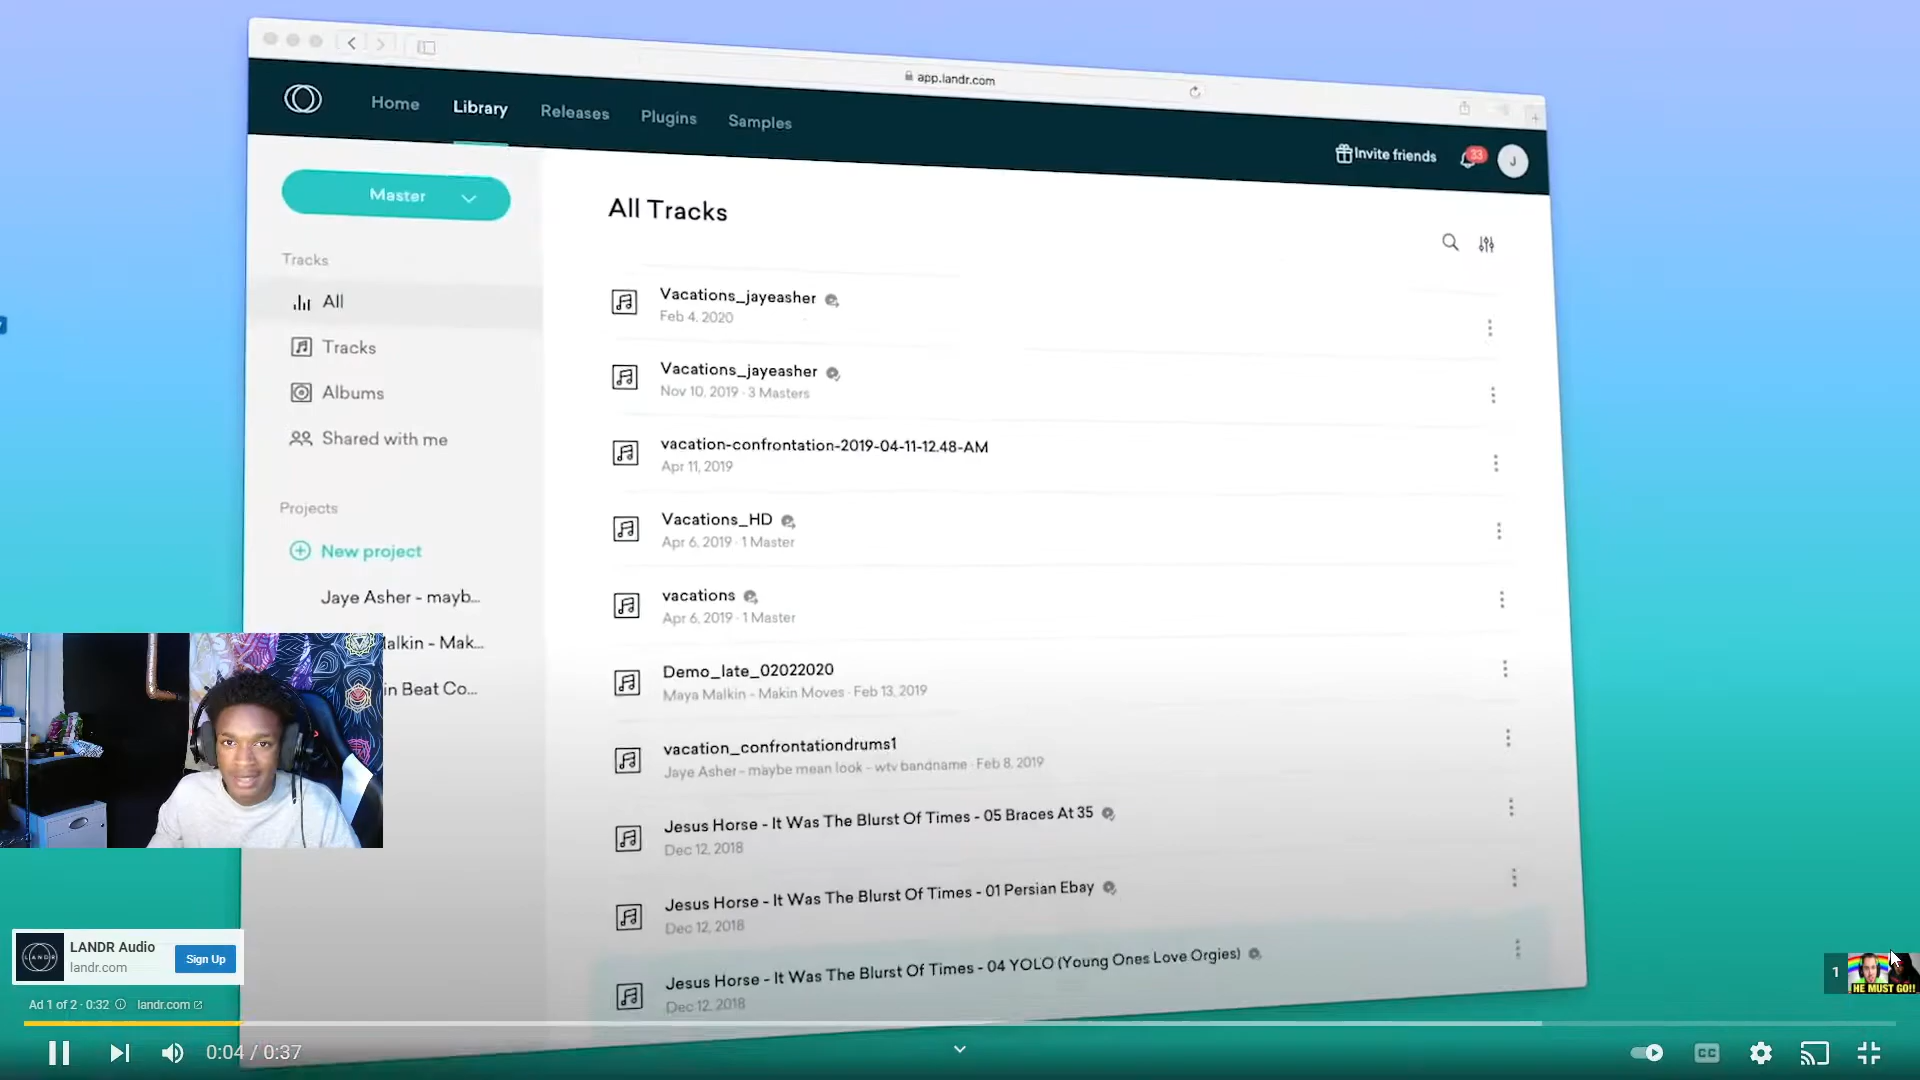 app.landr.com
Home Library Releases Plugins Samples
Invite friends 33 J
Master
All Tracks
Tracks
All
Tracks
Albums
Shared with me
Projects
New project
Jaye Asher - mayb...
alkin - Mak...
in Beat Co...
Vacations_jayeasher
Feb 4. 2020
Vacations_jayeasher
Nov 10, 2019 · 3 Masters
vacation-confrontation-2019-04-11-12.48-AM
Apr 11, 2019
Vacations_HD
Apr 6, 2019 · 1 Master
vacations
Apr 6, 2019 · 1 Master
Demo_late_02022020
Maya Malkin - Makin Moves · Feb 13, 2019
vacation_confrontationdrums1
Jaye Asher - maybe mean look - wtv bandname · Feb 8, 2019
Jesus Horse - It Was The Blurst Of Times - 05 Braces At 35
Dec 12, 2018
Jesus Horse - It Was The Blurst Of Times - 01 Persian Ebay
Dec 12, 2018
Jesus Horse - It Was The Blurst Of Times - 04 YOLO (Young Ones Love Orgies)
Dec 12, 2018
LANDR
LANDR Audio
landr.com
Sign Up
Ad 1 of 2 · 0:32 landr.com
1
HE MUST GO!!
0:04 / 0:37
CC